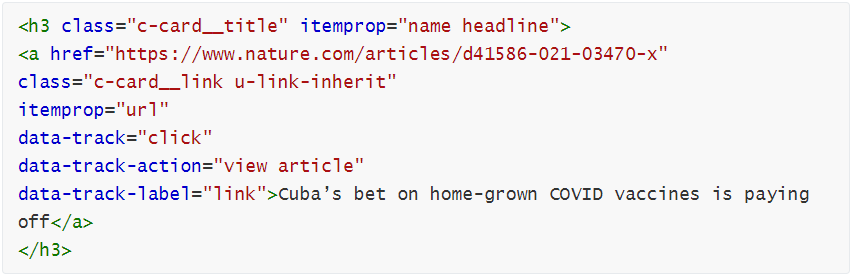 <h3 class="c-card__title" itemprop="name headline">
<a href="https://www.nature.com/articles/d41586-021-03470-x"
class="c-card__link u-link-inherit"
itemprop="url"
data-track="click"
data-track-action="view article"
data-track-label="link">Cuba’s bet on home-grown COVID vaccines is paying
off</a>
</h3>